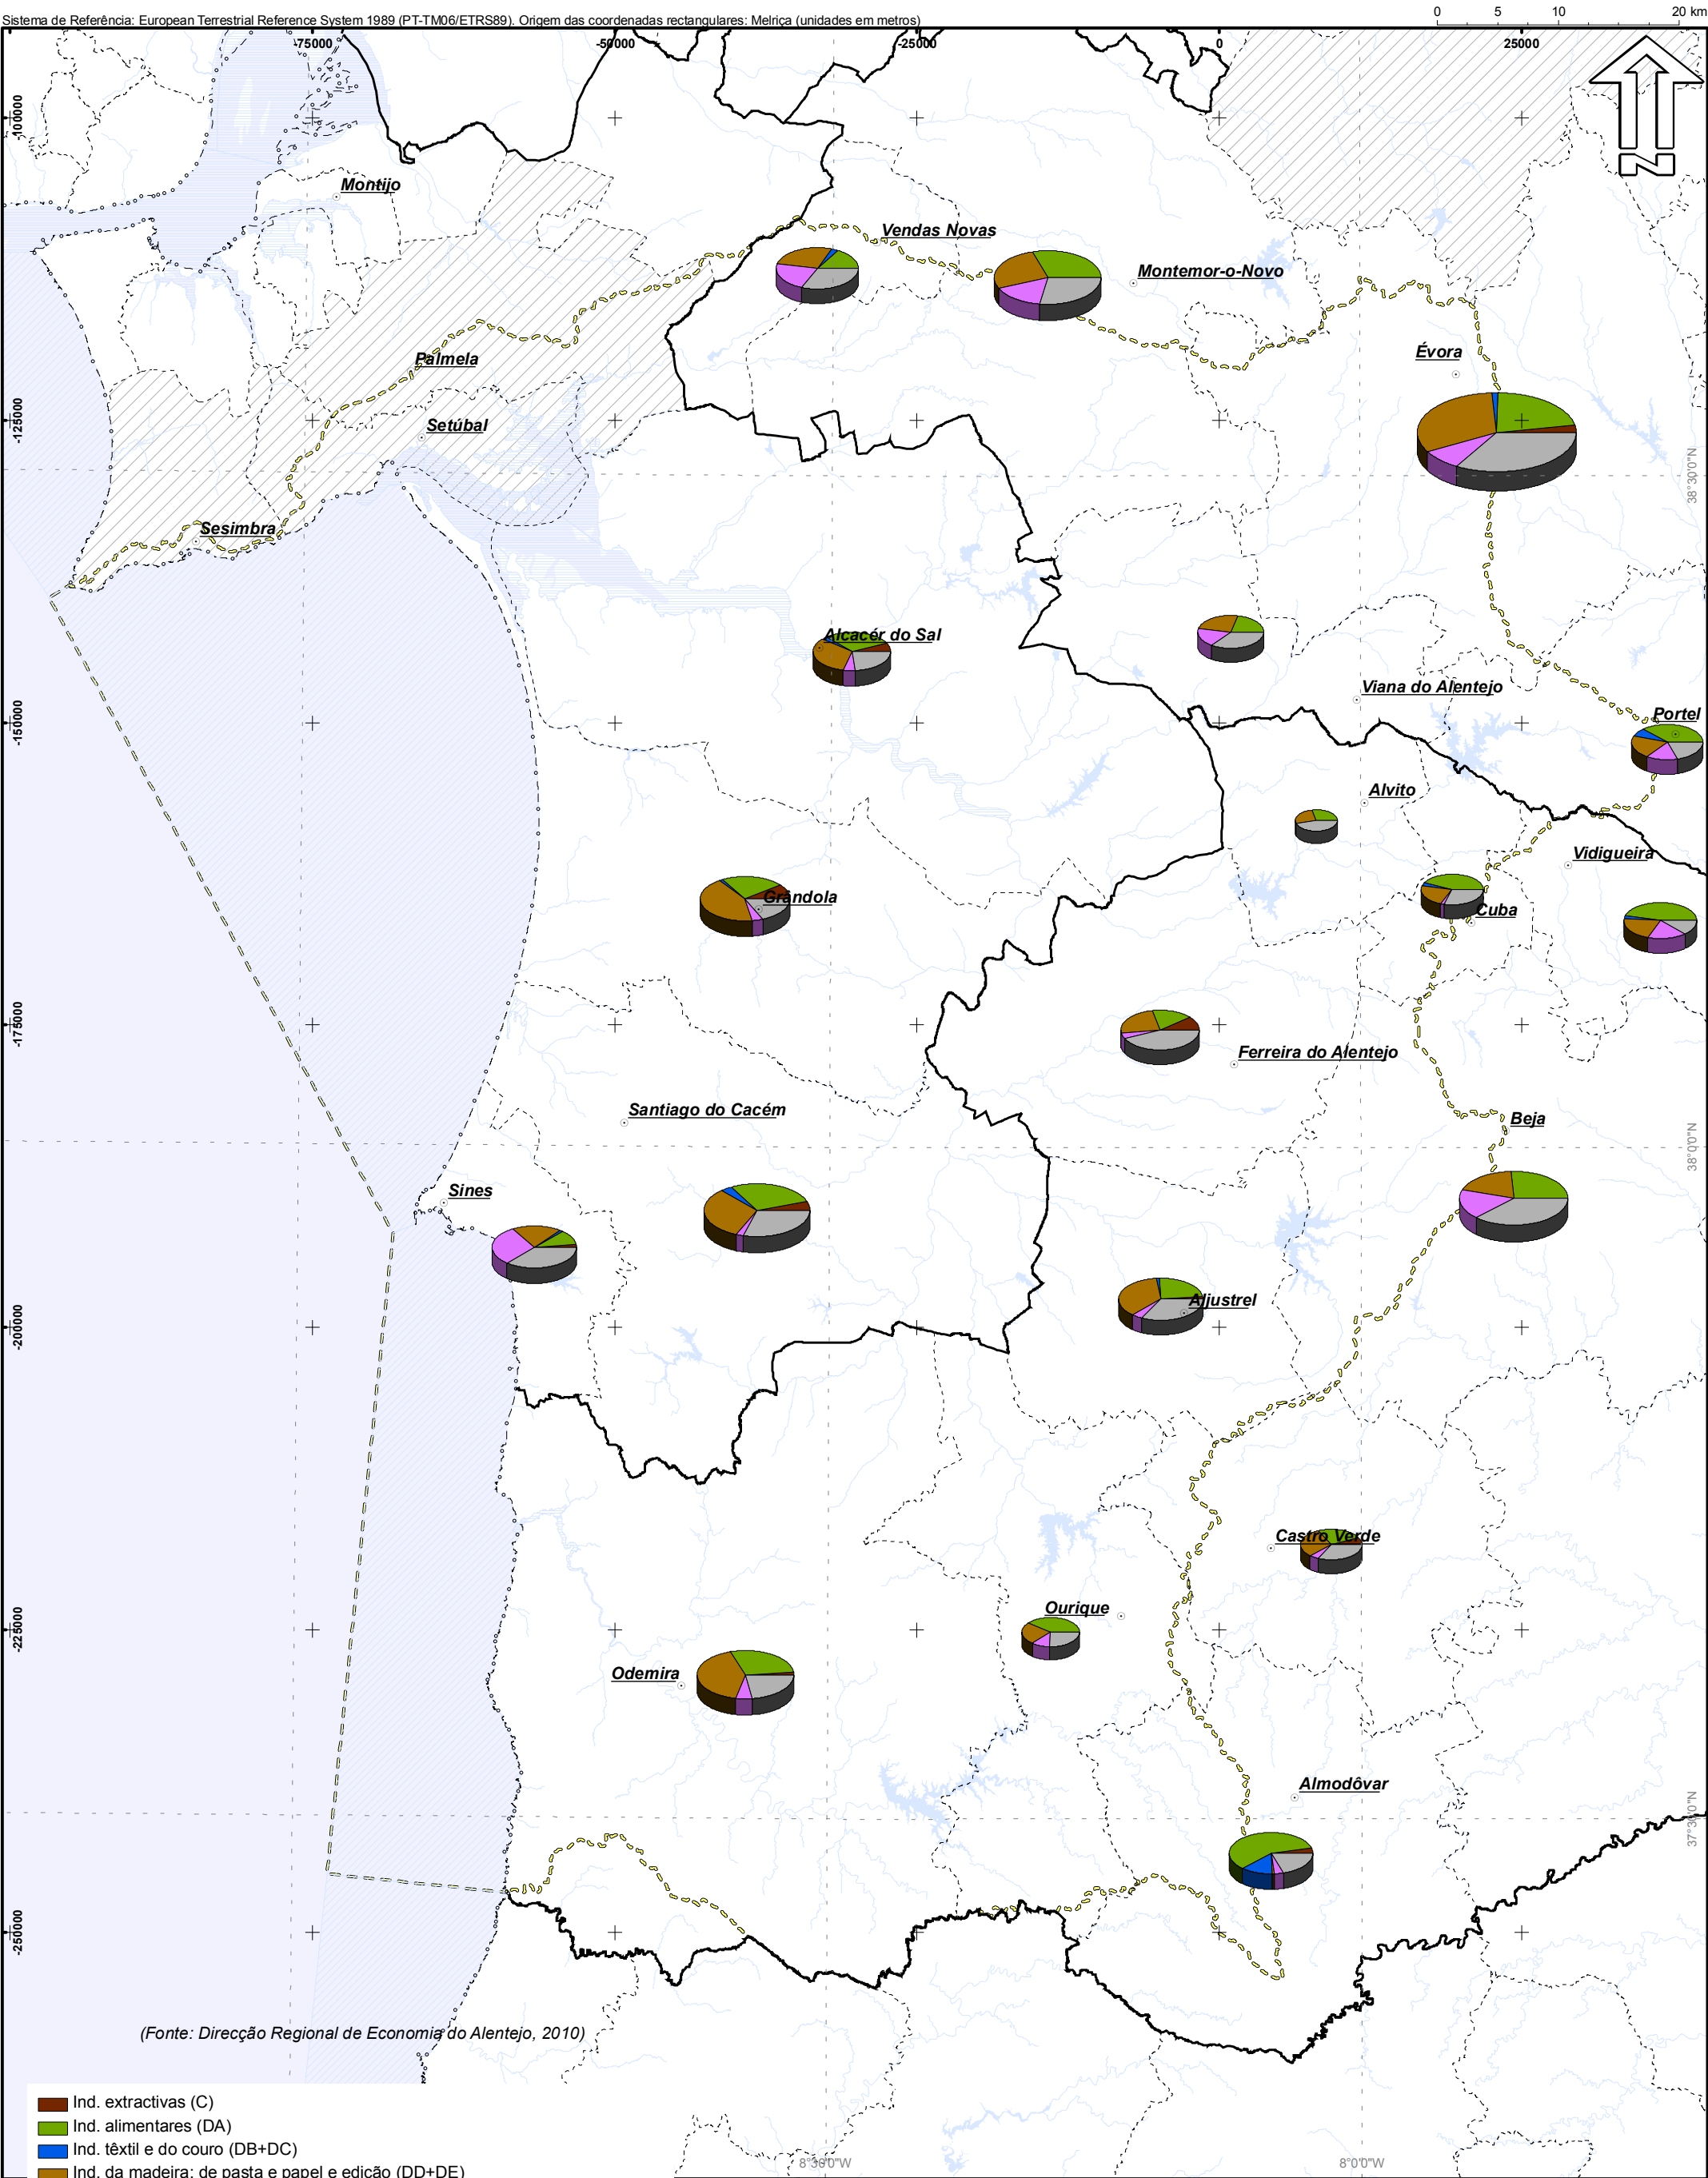 Sistema de Referência: European Terrestrial Reference System 1989 (PT-TM06/ETRS89). Origem das coordenadas rectangulares: Melriça (unidades em metros)
0 5 10 20 km
-75000 -50000 -25000 0 25000
N
-100000
Montijo
Vendas Novas
Montemor-o-Novo
Palmela
Évora
-125000
Setúbal
38°30'0"N
Sesimbra
Alcacér do Sal
Viana do Alentejo
-150000
Portel
Alvito
Vidigueira
Grândola
Cuba
-175000
Ferreira do Alentejo
Santiago do Cacém
Beja
38°0'0"N
Sines
Aljustrel
-200000
Castro Verde
Ourique
-225000
Odemira
Almodôvar
37°30'0"N
-250000
(Fonte: Direcção Regional de Economia do Alentejo, 2010)
Ind. extractivas (C)
Ind. alimentares (DA)
Ind. têxtil e do couro (DB+DC)
Ind. da madeira; de pasta e papel e edição (DD+DE)
8°30'0"W 8°0'0"W